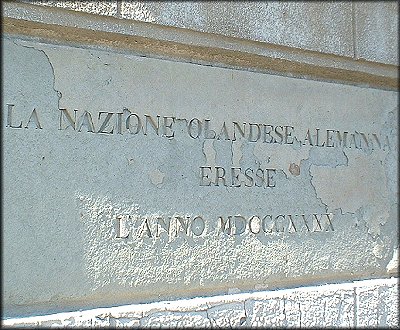 LA NAZIONE OLANDESE ALEMANNA
ERESSE
L'ANNO MDCCCXXXX